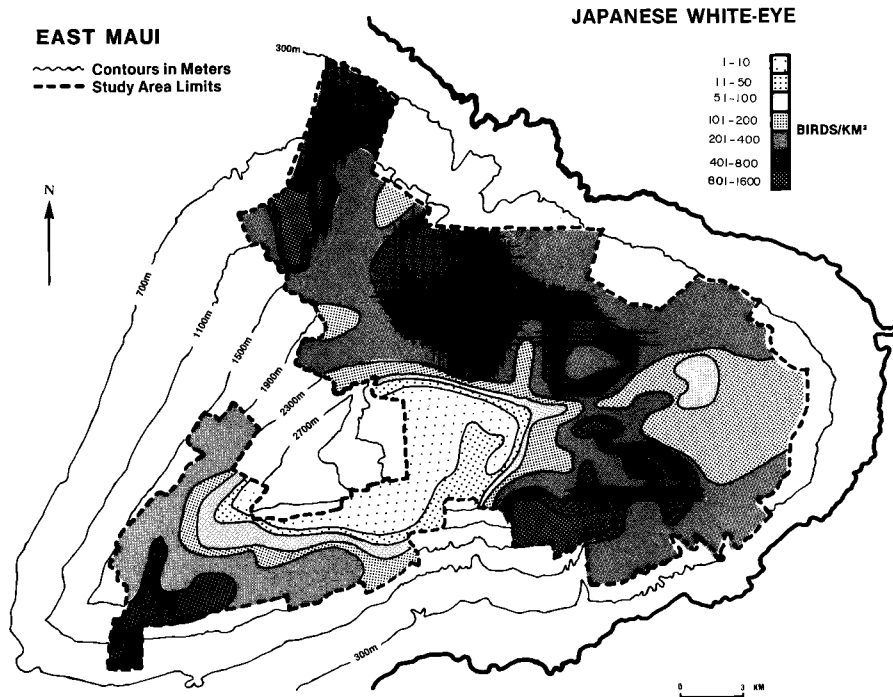 JAPANESE WHITE-EYE
EAST MAUI
Contours in Meters
Study Area Limits
300m
1-10
11-50
51-100
101-200
201-400
401-800
801-1600
BIRDS/KM²
N
700m
1100m
1500m
1900m
2300m
2700m
300m
0 3 KM